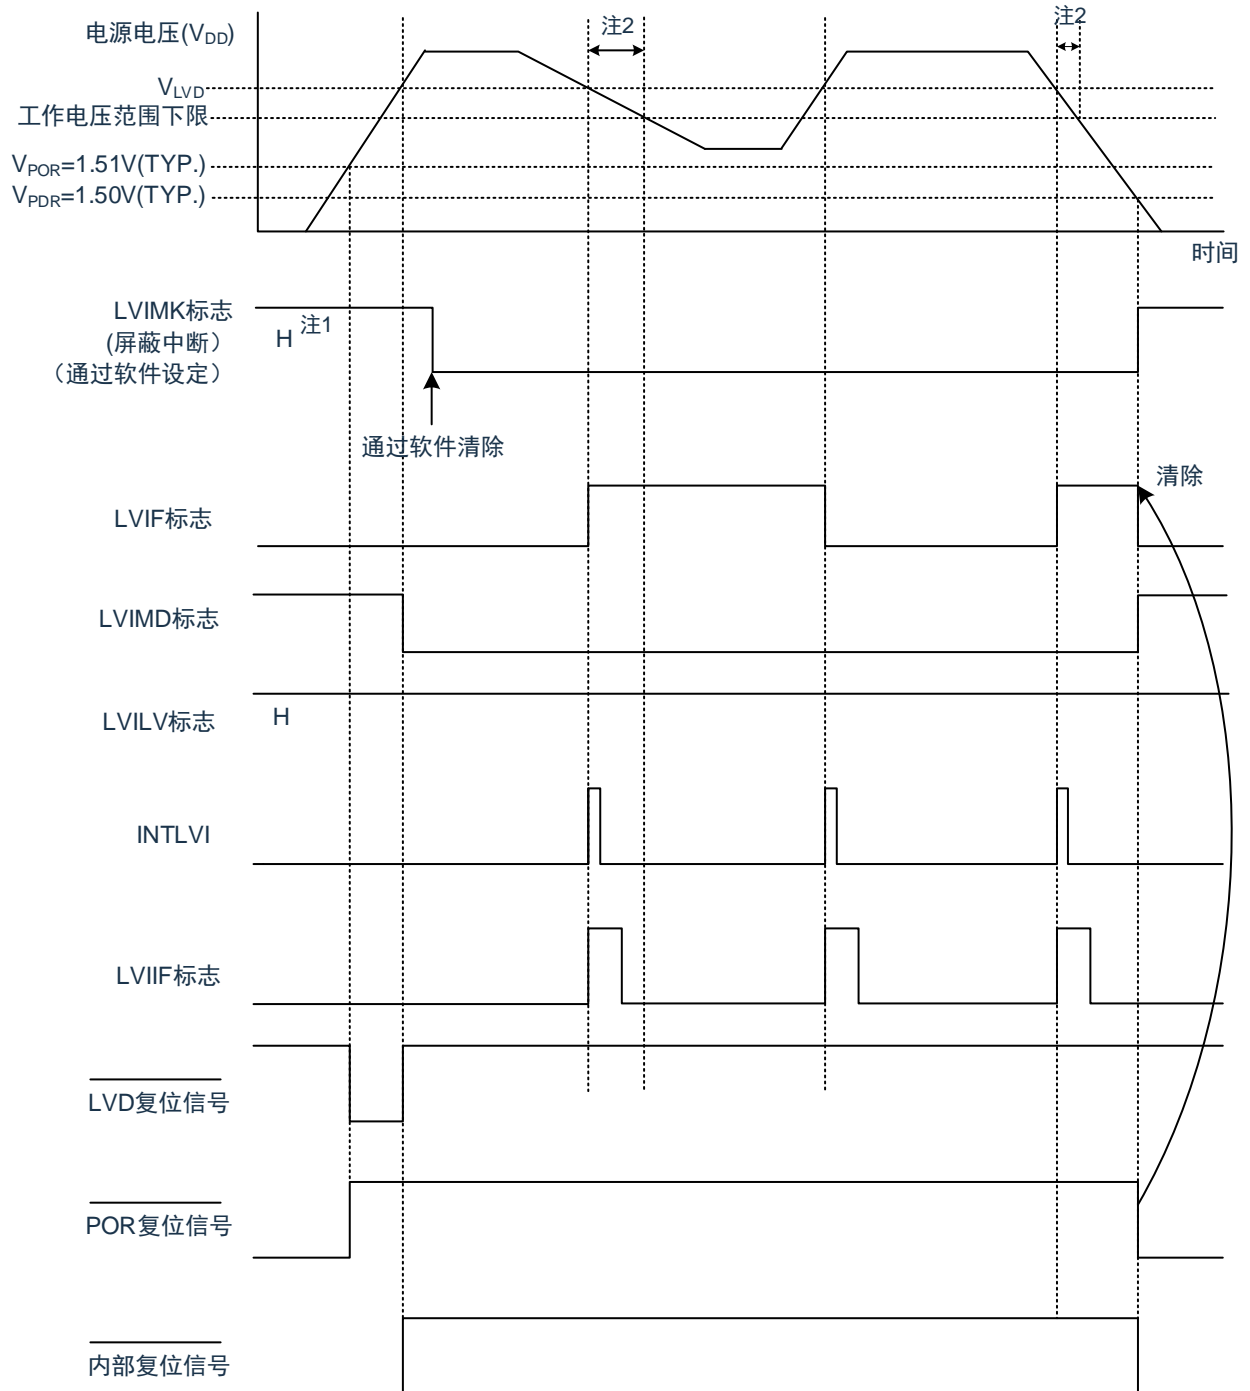 电源电压(VDD)
注2
注2
VLVD
工作电压范围下限
VPOR=1.51V(TYP.)
VPDR=1.50V(TYP.)
时间
LVIMK标志
(屏蔽中断）
（通过软件设定）
H 注1
通过软件清除
清除
LVIF标志
LVIMD标志
LVILV标志
H
INTLVI
LVIIF标志
LVD复位信号
POR复位信号
内部复位信号